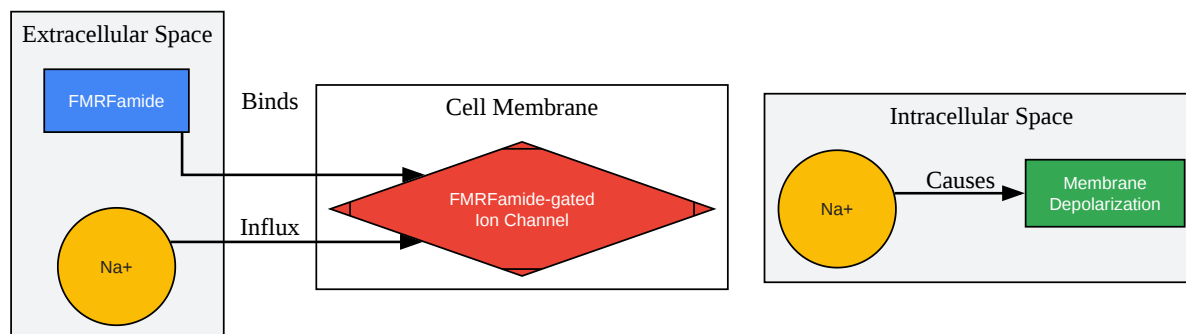 Extracellular Space
FMRFamide
Binds
Influx
Na+
Cell Membrane
FMRFamide-gated
Ion Channel
Intracellular Space
Na+
Causes
Membrane
Depolarization